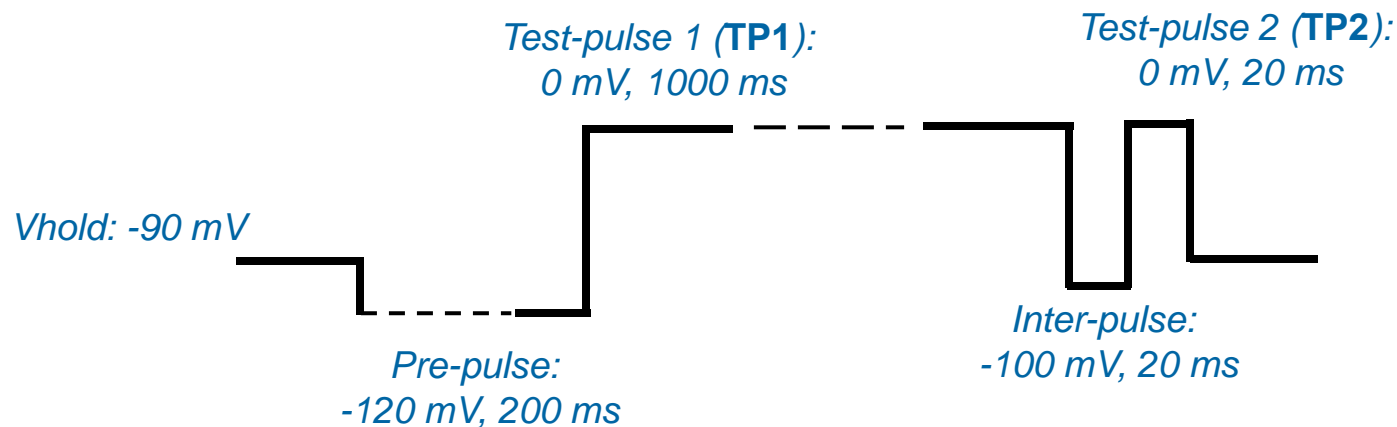 Test-pulse 1 (TP1):
0 mV, 1000 ms
Test-pulse 2 (TP2):
0 mV, 20 ms
Vhold: -90 mV
Pre-pulse:
-120 mV, 200 ms
Inter-pulse:
-100 mV, 20 ms